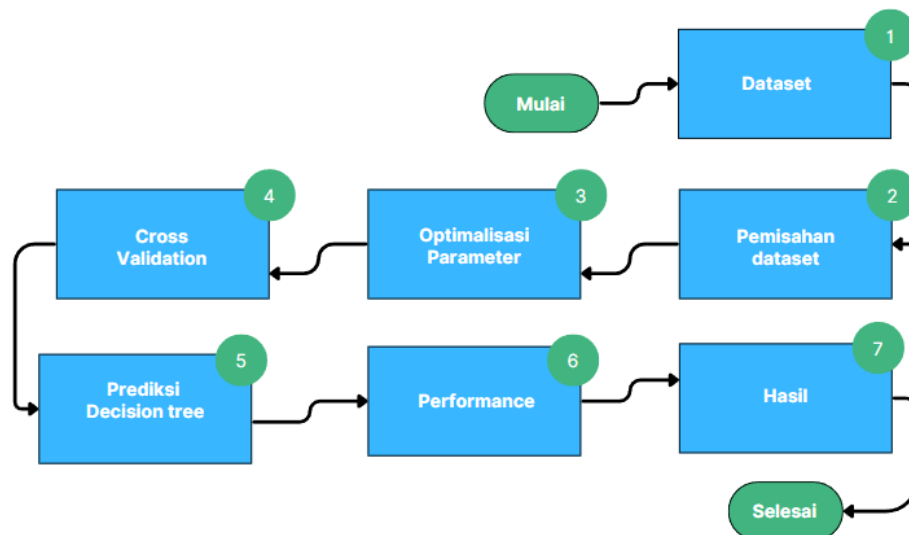 1
Dataset
Mulai
2
Pemisahan
dataset
3
Optimalisasi
Parameter
4
Cross
Validation
5
Prediksi
Decision tree
6
Performance
7
Hasil
Selesai